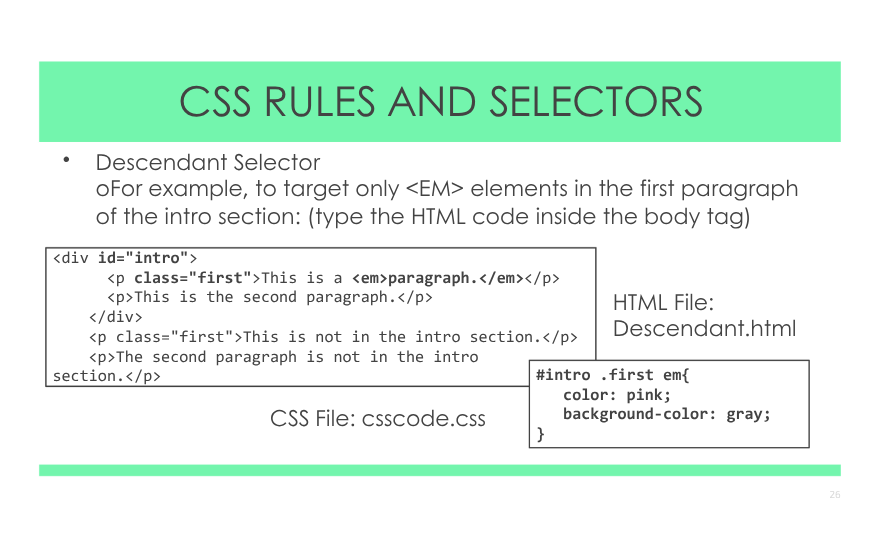 CSS RULES AND SELECTORS
• Descendant Selector
oFor example, to target only <EM> elements in the first paragraph
of the intro section: (type the HTML code inside the body tag)
<div id="intro">
<p class="first">This is a <em>paragraph.</em></p>
<p>This is the second paragraph.</p>
</div>
<p class="first">This is not in the intro section.</p>
<p>The second paragraph is not in the intro
section.</p>
HTML File:
Descendant.html
#intro .first em{
color: pink;
background-color: gray;
}
CSS File: csscode.css
26